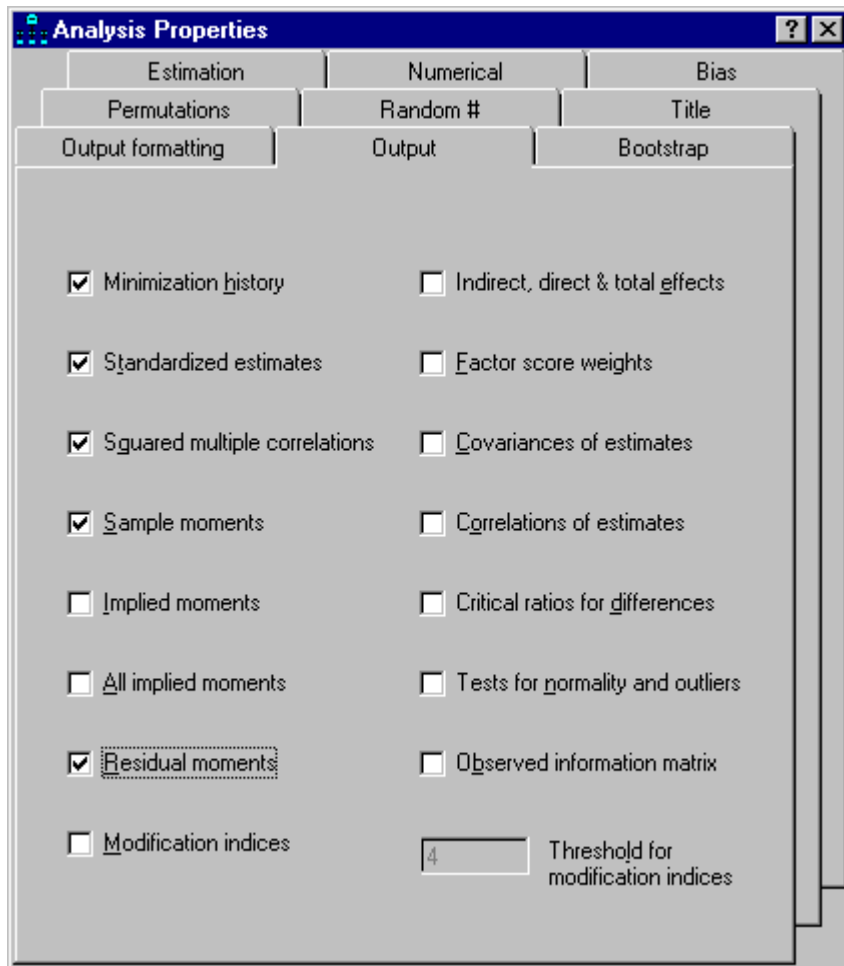 Analysis Properties
Estimation
Numerical
Bias
Permutations
Random #
Title
Output formatting
Output
Bootstrap
Minimization history
Indirect, direct & total effects
Standardized estimates
Factor score weights
Squared multiple correlations
Covariances of estimates
Sample moments
Correlations of estimates
Implied moments
Critical ratios for differences
All implied moments
Tests for normality and outliers
Residual moments
Observed information matrix
Modification indices
4
Threshold for
modification indices